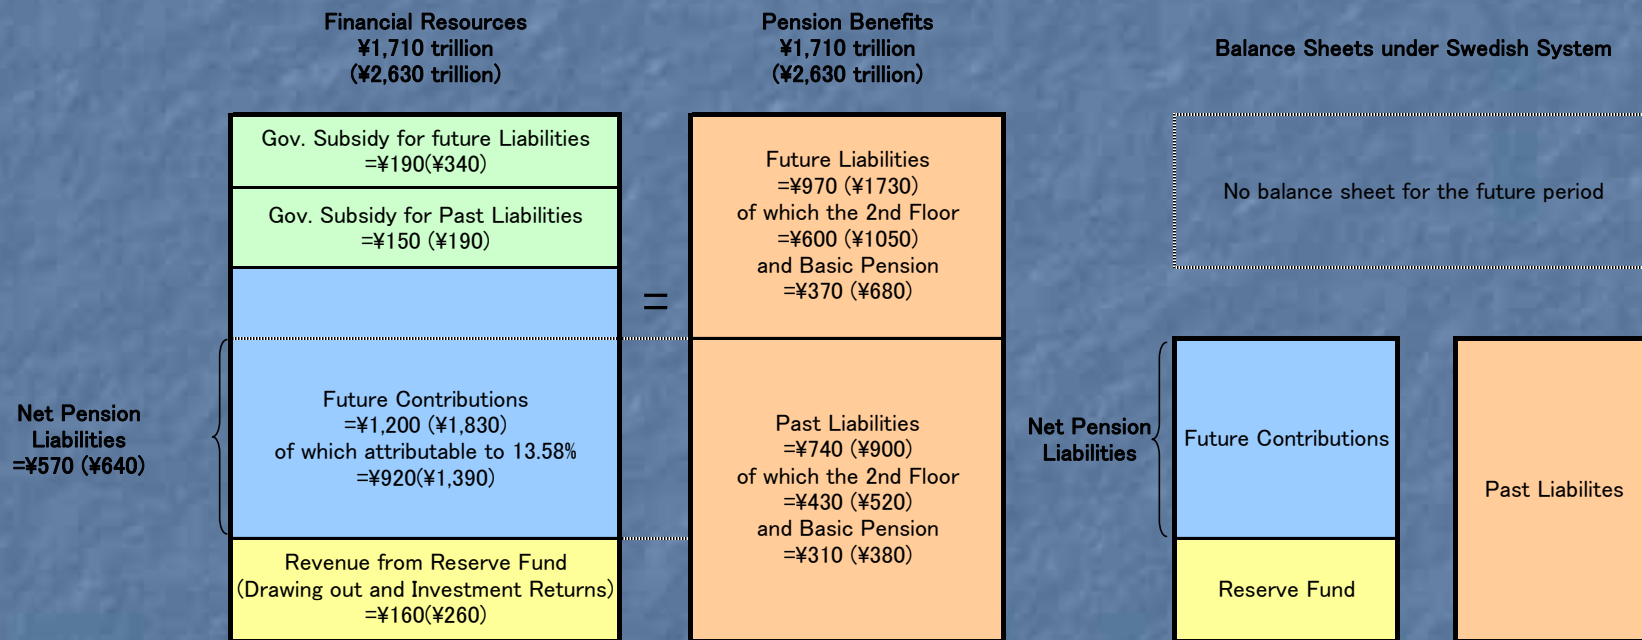 Financial Resources
¥1,710 trillion
(¥2,630 trillion)
Pension Benefits
¥1,710 trillion
(¥2,630 trillion)
Balance Sheets under Swedish System
Gov. Subsidy for future Liabilities
=¥190(¥340)
Gov. Subsidy for Past Liabilities
=¥150 (¥190)
Future Contributions
=¥1,200 (¥1,830)
of which attributable to 13.58%
=¥920(¥1,390)
Revenue from Reserve Fund
(Drawing out and Investment Returns)
=¥160(¥260)
Net Pension
Liabilities
=¥570 (¥640)
=
Future Liabilities
=¥970 (¥1730)
of which the 2nd Floor
=¥600 (¥1050)
and Basic Pension
=¥370 (¥680)
Past Liabilities
=¥740 (¥900)
of which the 2nd Floor
=¥430 (¥520)
and Basic Pension
=¥310 (¥380)
No balance sheet for the future period
Net Pension
Liabilities
Future Contributions
Reserve Fund
Past Liabilites